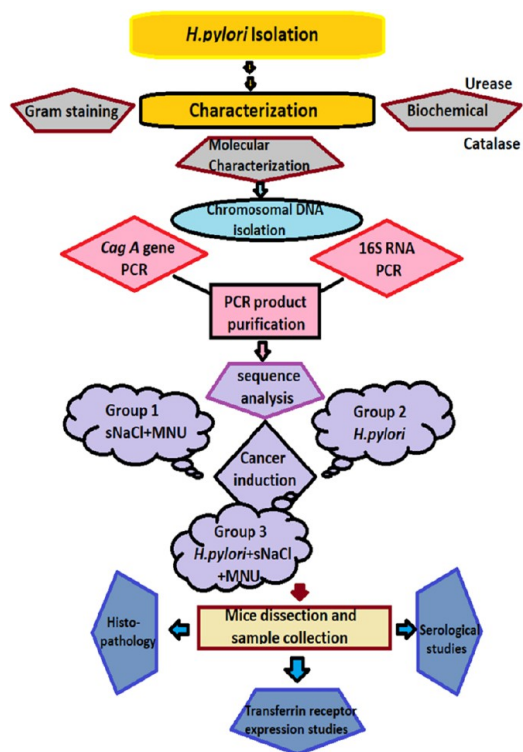 H.pylori Isolation
Urease
Gram staining
Characterization
Biochemical
Catalase
Molecular
Characterization
Chromosomal DNA
isolation
Cag A gene
PCR
16S RNA
PCR
PCR product
purification
sequence
analysis
Group 1
sNaCl+MNU
Group 2
H.pylori
Cancer
induction
Group 3
H.pylori+sNaCl
+MNU
Mice dissection and
sample collection
Histo-
pathology
Serological
studies
Transferrin receptor
expression studies